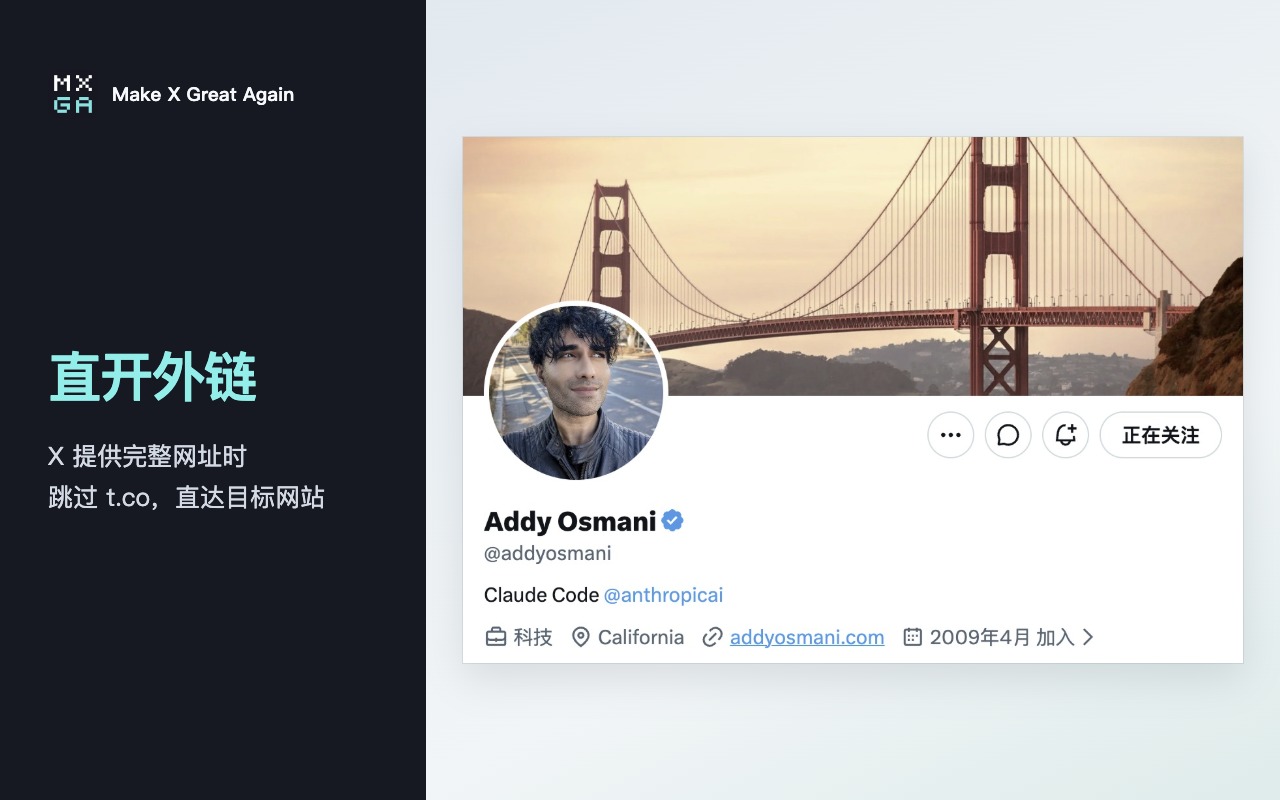 MX
GA
Make X Great Again
直开外链
X 提供完整网址时
跳过 t.co，直达目标网站
正在关注
Addy Osmani
@addyosmani
Claude Code @anthropicai
科技 California addyosmani.com 2009年4月 加入